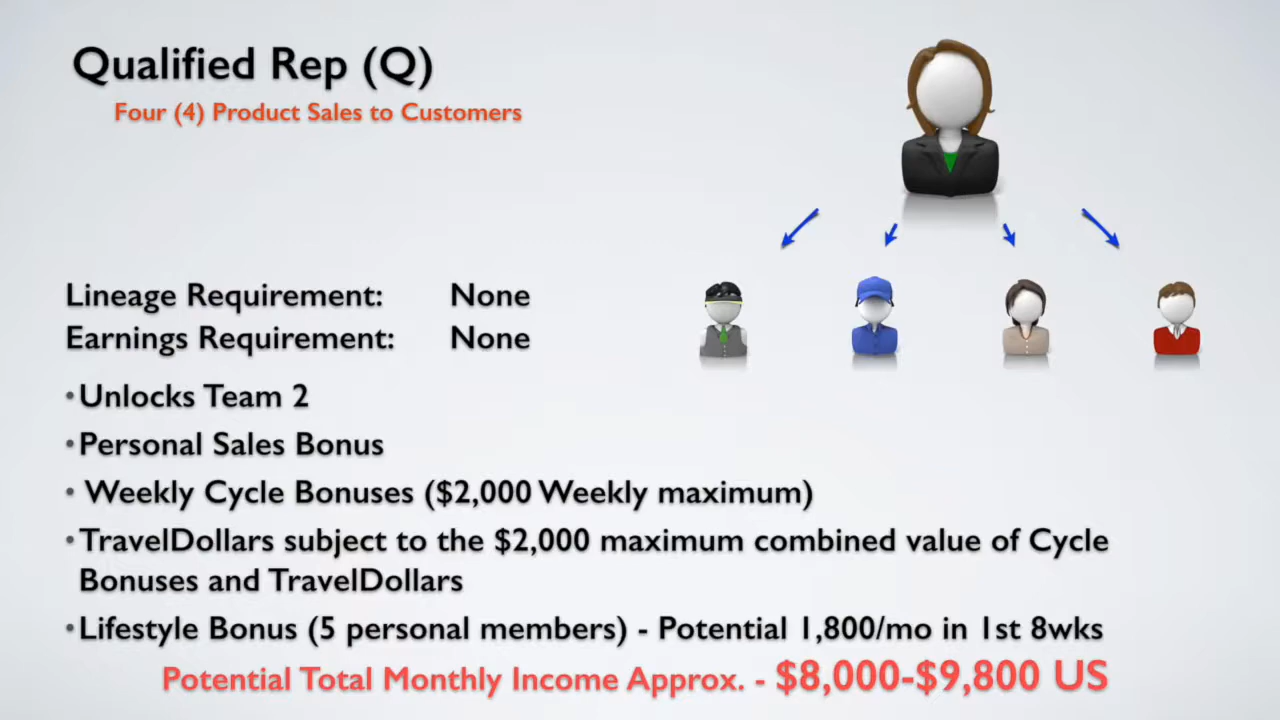 Qualified Rep (Q)
Four (4) Product Sales to Customers
Lineage Requirement: None
Earnings Requirement: None
•Unlocks Team 2
•Personal Sales Bonus
• Weekly Cycle Bonuses ($2,000 Weekly maximum)
•TravelDollars subject to the $2,000 maximum combined value of Cycle
Bonuses and TravelDollars
•Lifestyle Bonus (5 personal members) - Potential 1,800/mo in 1st 8wks
Potential Total Monthly Income Approx. - $8,000-$9,800 US